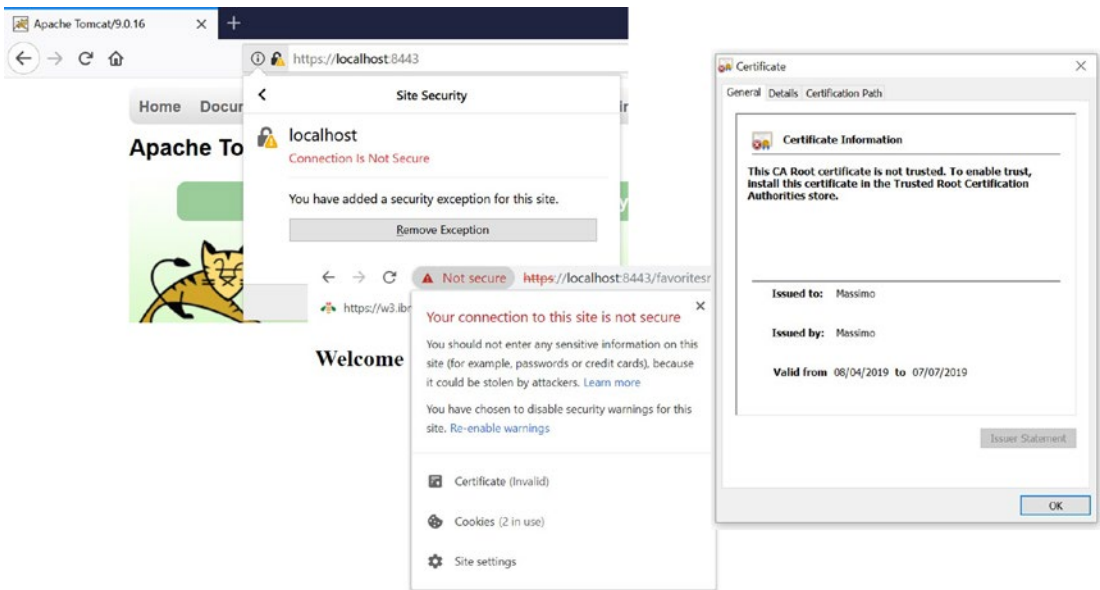 Apache Tomcat/9.0.16
https://localhost:8443
Home Docur
Site Security
Apache To
localhost
Connection Is Not Secure
You have added a security exception for this site.
Remove Exception
Not secure https://localhost:8443/favoritesr
https://w3.ibr
Welcome
Your connection to this site is not secure
You should not enter any sensitive information on this
site (for example, passwords or credit cards), because
it could be stolen by attackers. Learn more
You have chosen to disable security warnings for this
site. Re-enable warnings
Certificate (Invalid)
Cookies (2 in use)
Site settings
Certificate
General Details Certification Path
Certificate Information
This CA Root certificate is not trusted. To enable trust,
install this certificate in the Trusted Root Certification
Authorities store.
Issued to: Massimo
Issued by: Massimo
Valid from 08/04/2019 to 07/07/2019
Issuer Statement
OK